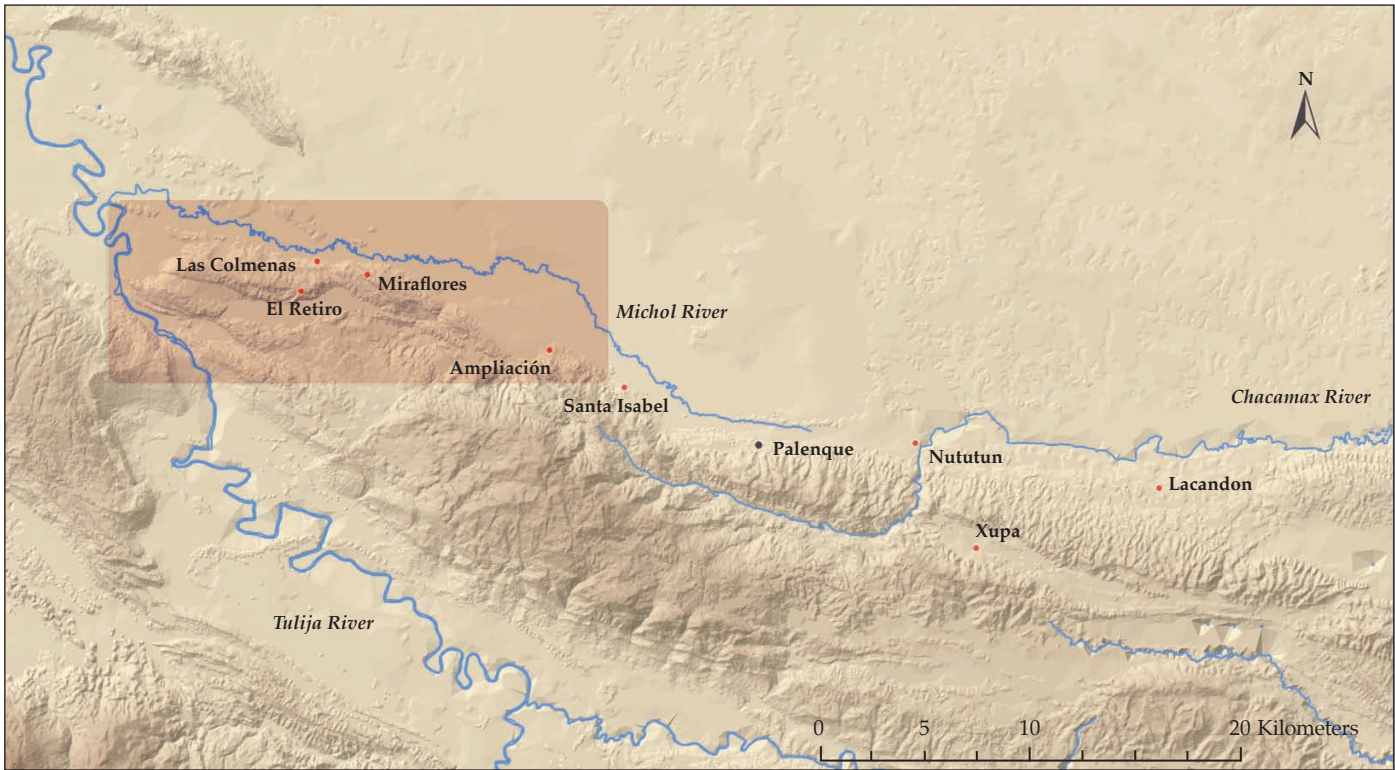 N
Las Colmenas
Miraflores
El Retiro
Michol River
Ampliación
Santa Isabel
Chacamax River
Palenque
Nututun
Lacandon
Xupa
Tulija River
0 5 10 20 Kilometers